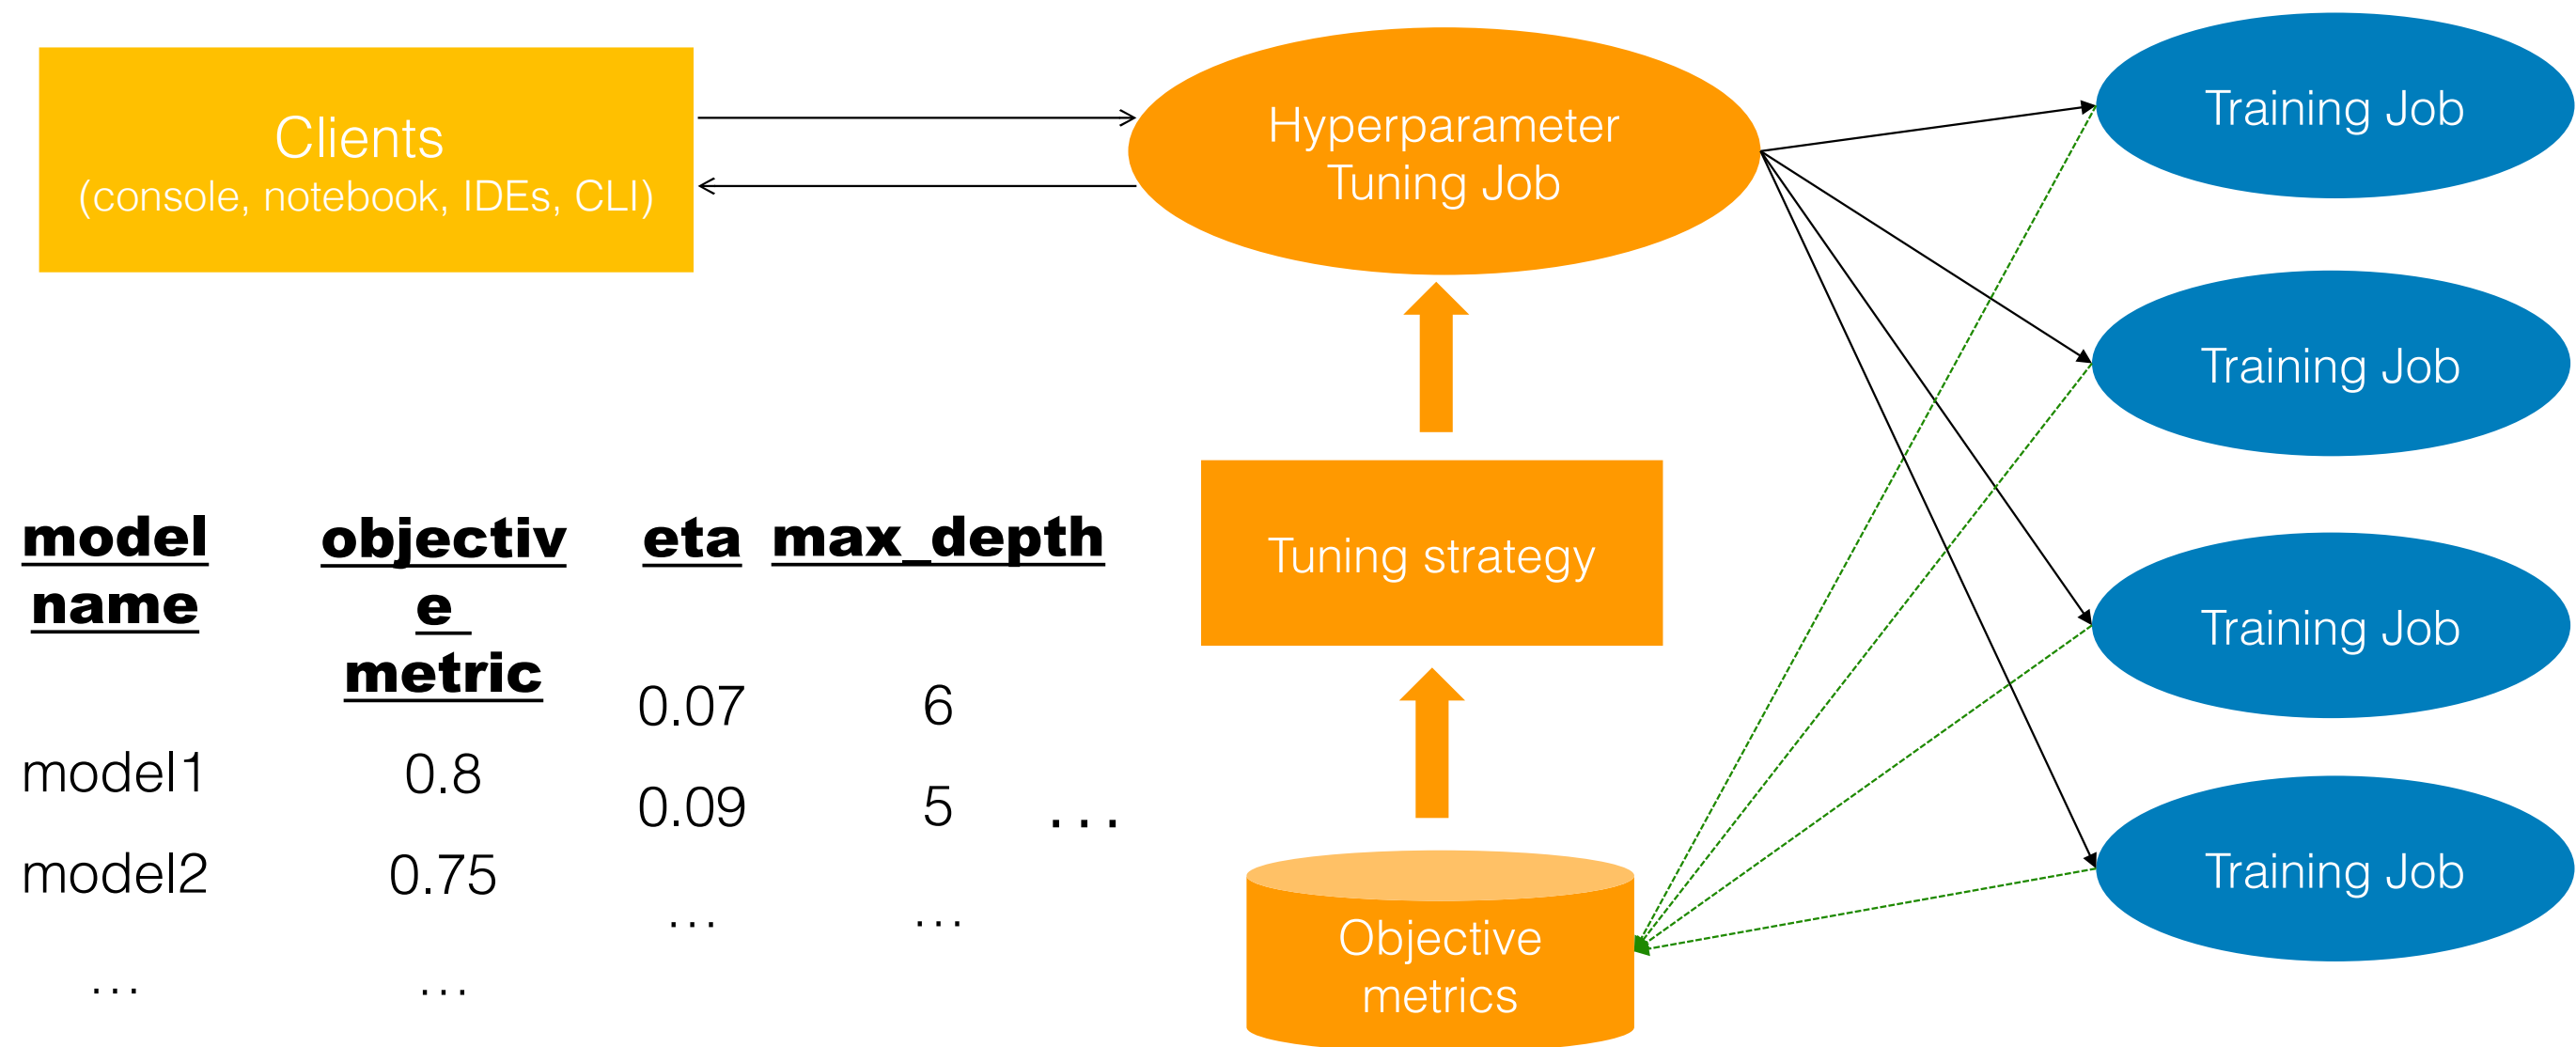 Clients
(console, notebook, IDEs, CLI)
Hyperparameter
Tuning Job
Training Job
Training Job
Training Job
Training Job
Tuning strategy
Objective
metrics
model
name
objectiv
e_
metric
eta
max_depth
0.07
6
model1
0.8
0.09
5
...
model2
0.75
...
...
...
...